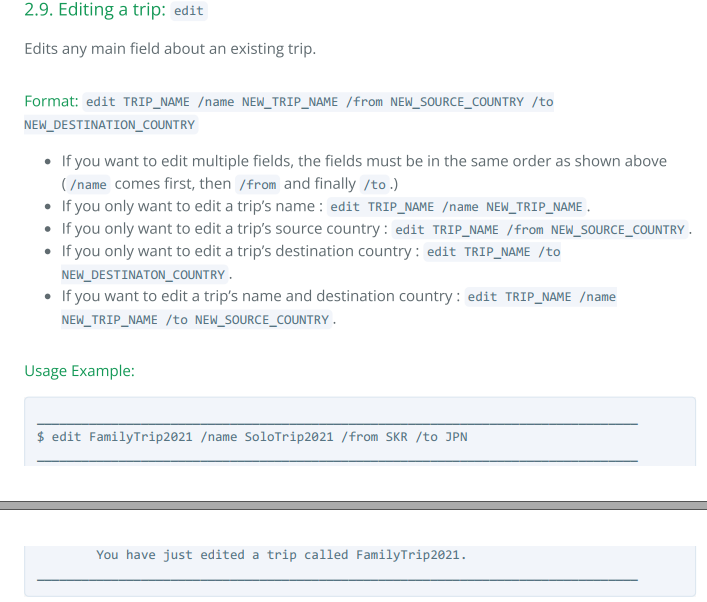 2.9. Editing a trip: edit
Edits any main field about an existing trip.
Format: edit TRIP_NAME /name NEW_TRIP_NAME /from NEW_SOURCE_COUNTRY /to
NEW_DESTINATION_COUNTRY
• If you want to edit multiple fields, the fields must be in the same order as shown above
( /name comes first, then /from and finally /to .)
• If you only want to edit a trip’s name : edit TRIP_NAME /name NEW_TRIP_NAME .
• If you only want to edit a trip’s source country : edit TRIP_NAME /from NEW_SOURCE_COUNTRY .
• If you only want to edit a trip’s destination country : edit TRIP_NAME /to
NEW_DESTINATON_COUNTRY .
• If you want to edit a trip’s name and destination country : edit TRIP_NAME /name
NEW_TRIP_NAME /to NEW_SOURCE_COUNTRY .
Usage Example:
$ edit FamilyTrip2021 /name SoloTrip2021 /from SKR /to JPN
You have just edited a trip called FamilyTrip2021.